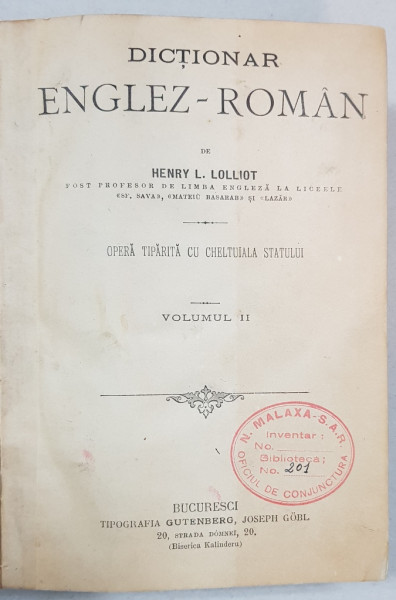 DICȚIONAR
ENGLEZ-ROMÂN
DE
HENRY L. LOLLIOT
FOST PROFESOR DE LIMBA ENGLEZĂ LA LICEELE
«SF. SAVA», «MATEIŬ BASARAB» ȘI «LAZĂR»
OPERĂ TIPĂRITĂ CU CHELTUIALA STATULUI
VOLUMUL II
N. MALAXA-S.A.R.
Inventar :
No.
Biblioteca;
No. 201
OFICIUL DE CONJUNCTURA
BUCURESCI
TIPOGRAFIA GUTENBERG, JOSEPH GÖBL
20, STRADA DÓMNEI, 20.
(Biserica Kalinderu)